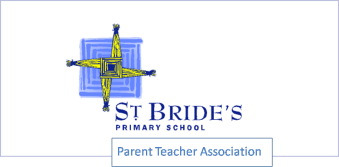 ST BRIDE'S
PRIMARY SCHOOL
Parent Teacher Association